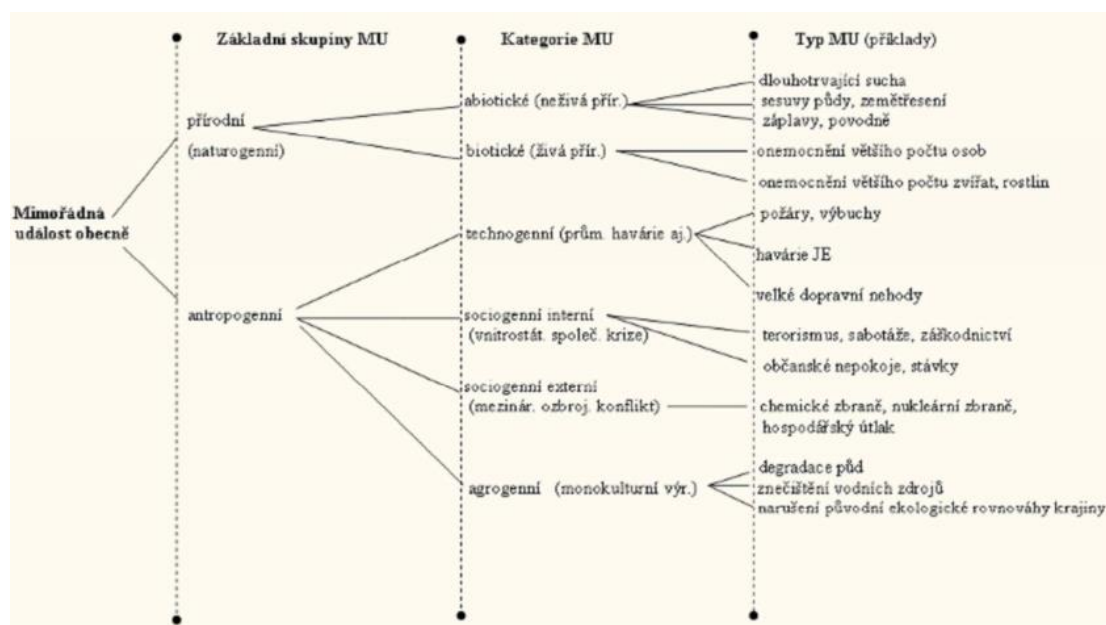 Základní skupiny MU
Kategorie MU
Typ MU (příklady)
přírodní
(naturogenní)
abiotické (neživá přír.)
dlouhotrvající sucha
sesuvy půdy, zemětřesení
záplavy, povodně
biotické (živá přír.)
onemocnění většího počtu osob
onemocnění většího počtu zvířat, rostlin
Mimořádná
událost obecně
technogenní (prům. havárie aj.)
požáry, výbuchy
havárie JE
velké dopravní nehody
antropogenní
sociogenní interní
(vnitrostát. společ. krize)
terorismus, sabotáže, záškodnictví
občanské nepokoje, stávky
sociogenní externí
(mezinár. ozbroj. konflikt)
chemické zbraně, nukleární zbraně,
hospodářský útlak
agrogenní (monokulturní výr.)
degradace půd
znečištění vodních zdrojů
narušení původní ekologické rovnováhy krajiny